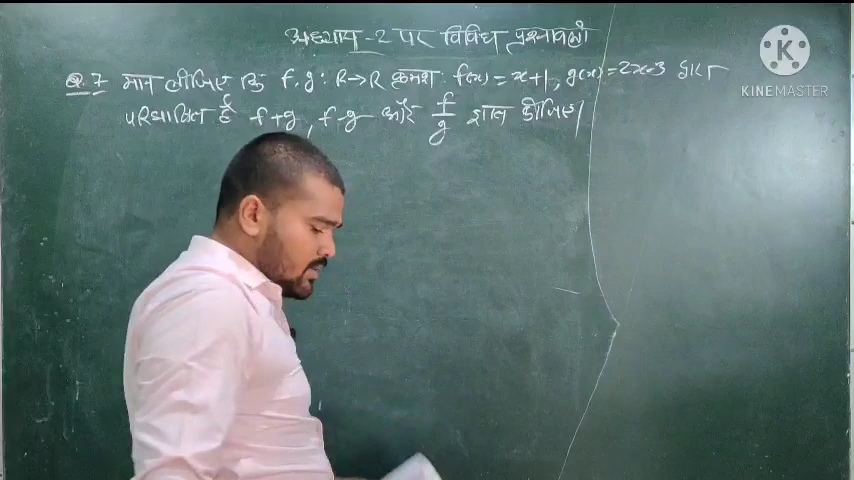 अध्याय-2 पर विविध प्रश्नावली
Q.7 मान लीजिए कि f, g : R→R क्रमशः f(x) = x+1, g(x) = 2x-3 द्वारा
परिभाषित है f+g, f-g और f/g ज्ञात कीजिए।
K
KINEMASTER